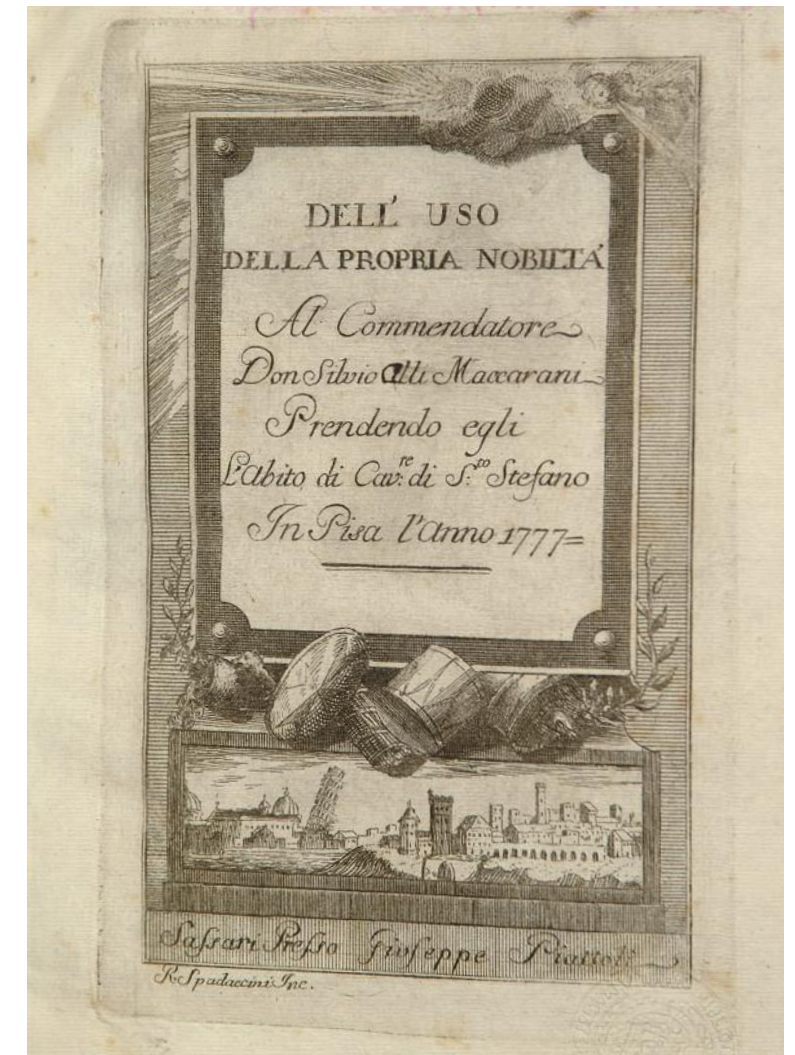 DELL' USO
DELLA PROPRIA NOBILTÁ
Al Commendatore
Don Silvio alli Maccarani
Prendendo egli
L'Abito di Cav.re di S.to Stefano
In Pisa l'Anno 1777=
Saſsari Preſso Giuſeppe Piattoli
R. Spadaccini Inc.